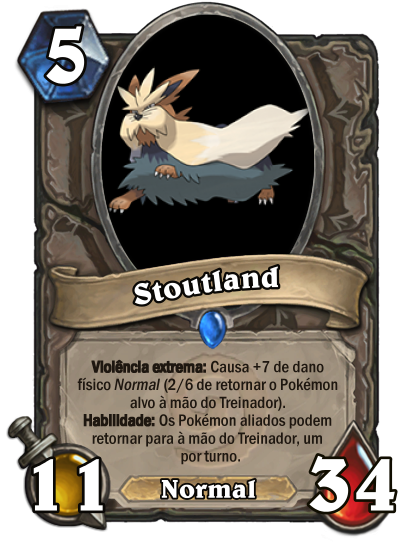 5
Stoutland
Violência extrema: Causa +7 de dano
físico Normal (2/6 de retornar o Pokémon
alvo à mão do Treinador).
Habilidade: Os Pokémon aliados podem
retornar para à mão do Treinador, um
por turno.
11
Normal
34